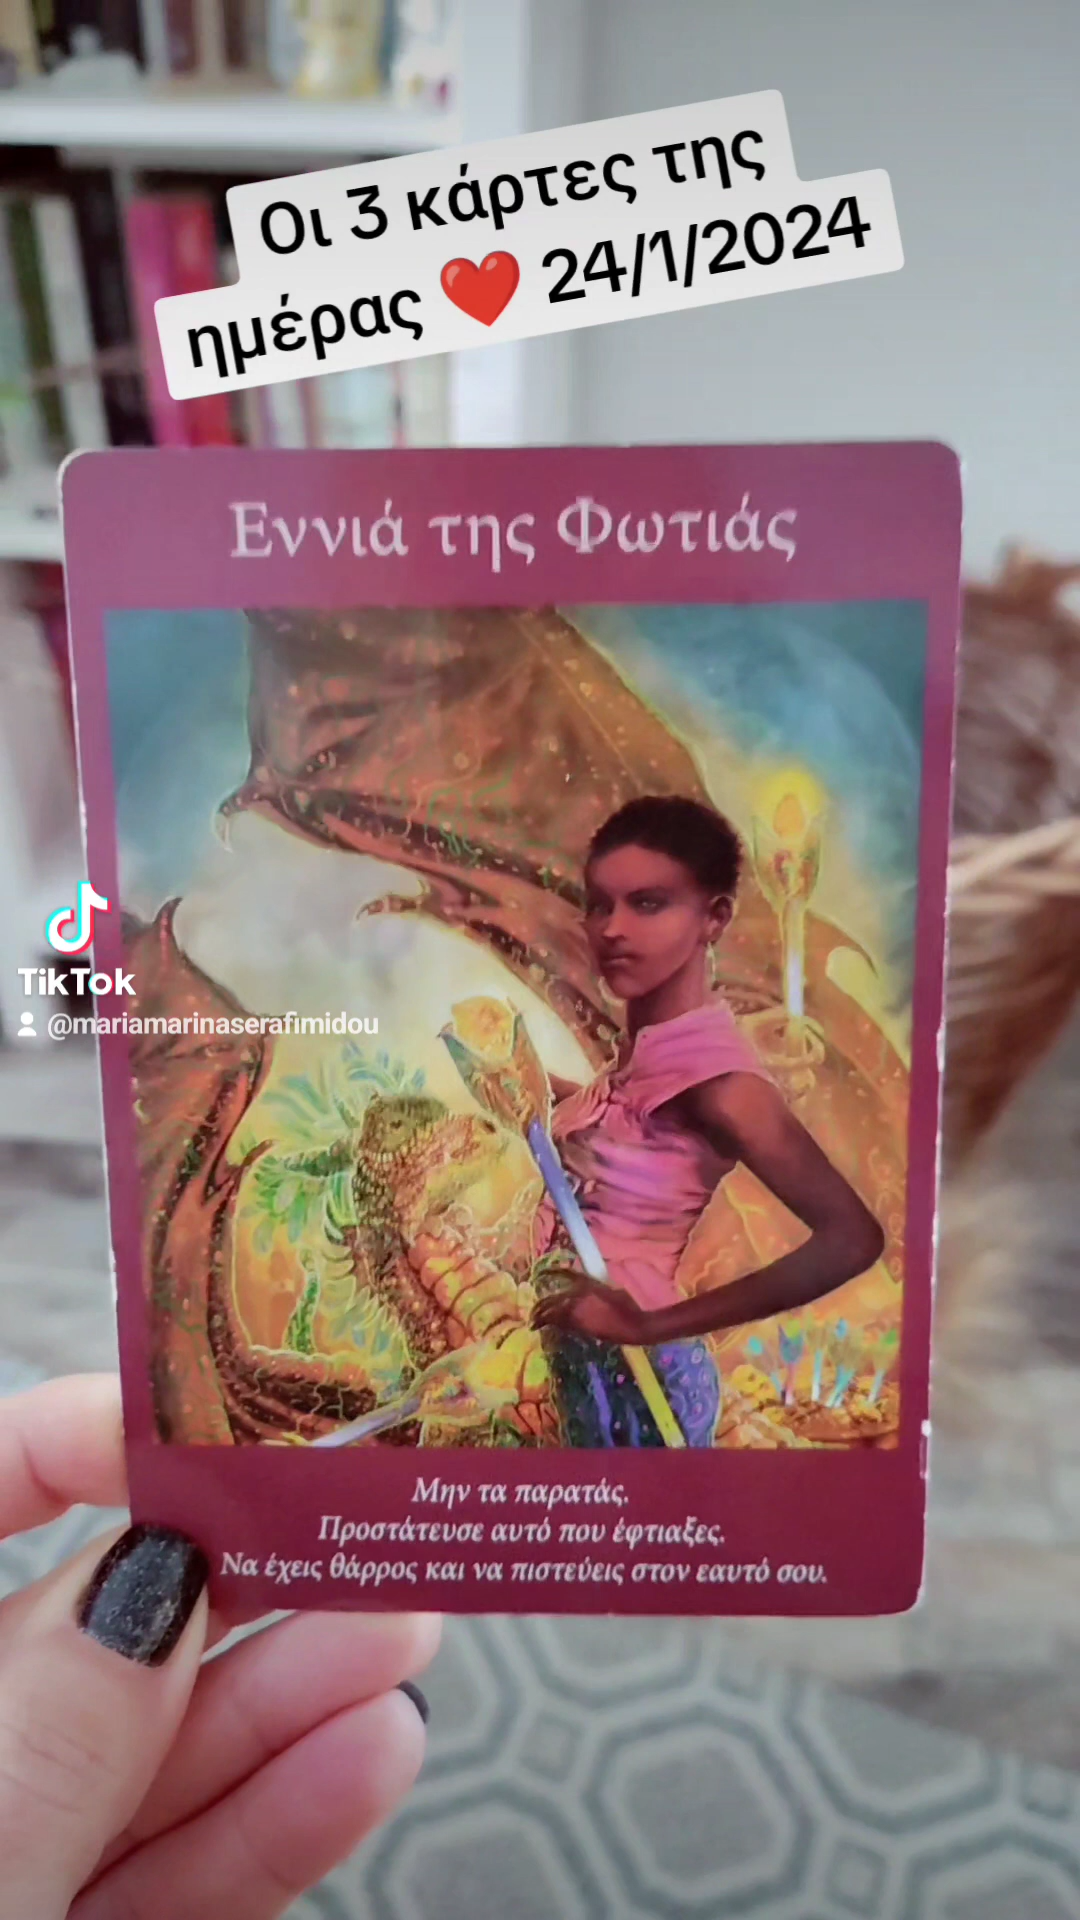 Οι 3 κάρτες της
ημέρας ❤️ 24/1/2024
Εννιά της Φωτιάς
TikTok
@mariamarinaserafimidou
Μην τα παρατάς.
Προστάτευσε αυτό που έφτιαξες.
Να έχεις θάρρος και να πιστεύεις στον εαυτό σου.